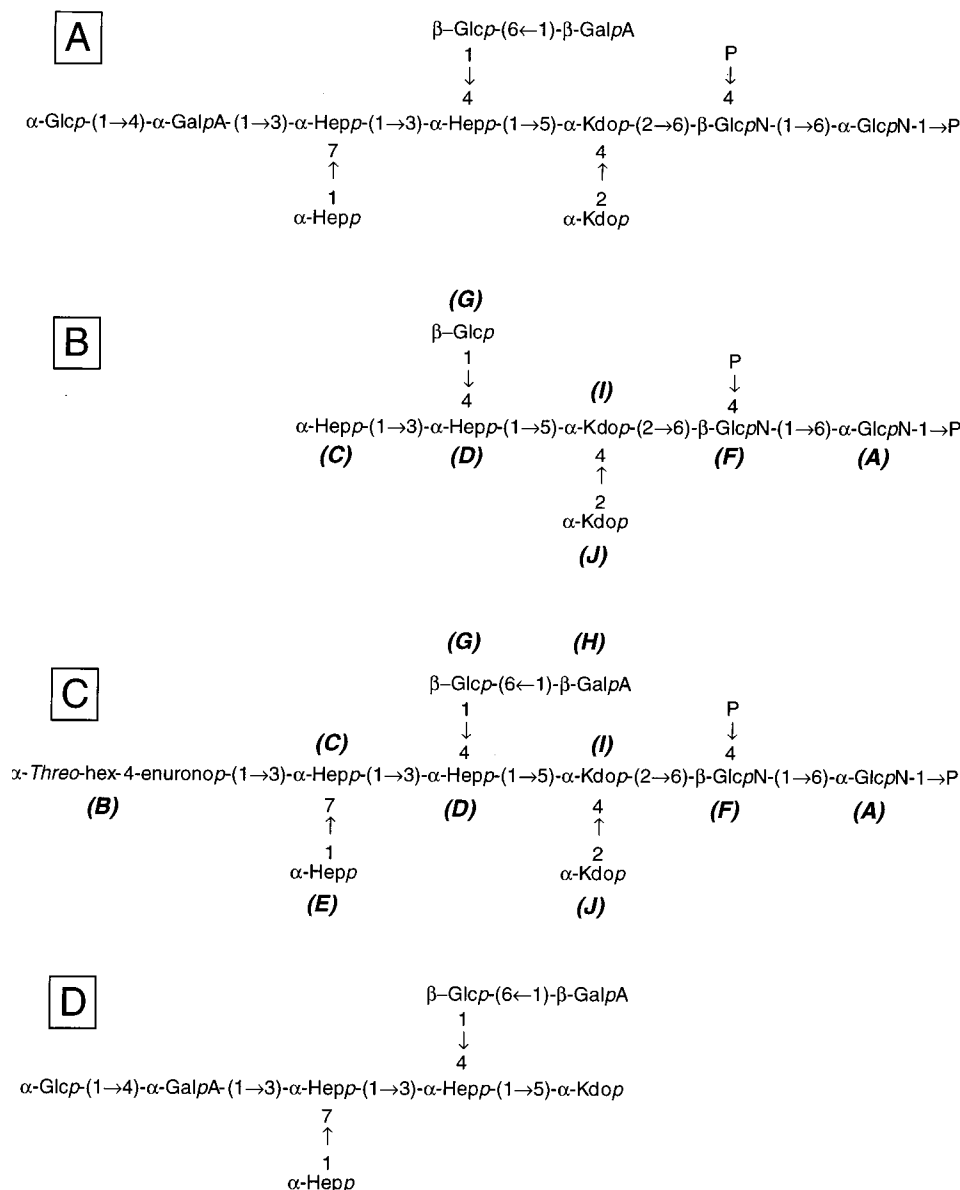 A
β-Glcp-(6←1)-β-GalpA
1 P
↓ ↓
4 4
α-Glcp-(1→4)-α-GalpA-(1→3)-α-Hepp-(1→3)-α-Hepp-(1→5)-α-Kdop-(2→6)-β-GlcpN-(1→6)-α-GlcpN-1→P
7 4
↑ ↑
1 2
α-Hepp α-Kdop
(G)
B
β-Glcp
1 P
↓ ↓
4 (I) 4
α-Hepp-(1→3)-α-Hepp-(1→5)-α-Kdop-(2→6)-β-GlcpN-(1→6)-α-GlcpN-1→P
(C) (D) 4 (F) (A)
↑
2
α-Kdop
(J)
(G) (H)
C
β-Glcp-(6←1)-β-GalpA
1 P
(C) ↓ (I) ↓
4 4
α-Threo-hex-4-enuronop-(1→3)-α-Hepp-(1→3)-α-Hepp-(1→5)-α-Kdop-(2→6)-β-GlcpN-(1→6)-α-GlcpN-1→P
(B) 7 (D) 4 (F) (A)
↑ ↑
1 2
α-Hepp α-Kdop
(E) (J)
D
β-Glcp-(6←1)-β-GalpA
1
↓
4
α-Glcp-(1→4)-α-GalpA-(1→3)-α-Hepp-(1→3)-α-Hepp-(1→5)-α-Kdop
7
↑
1
α-Hepp